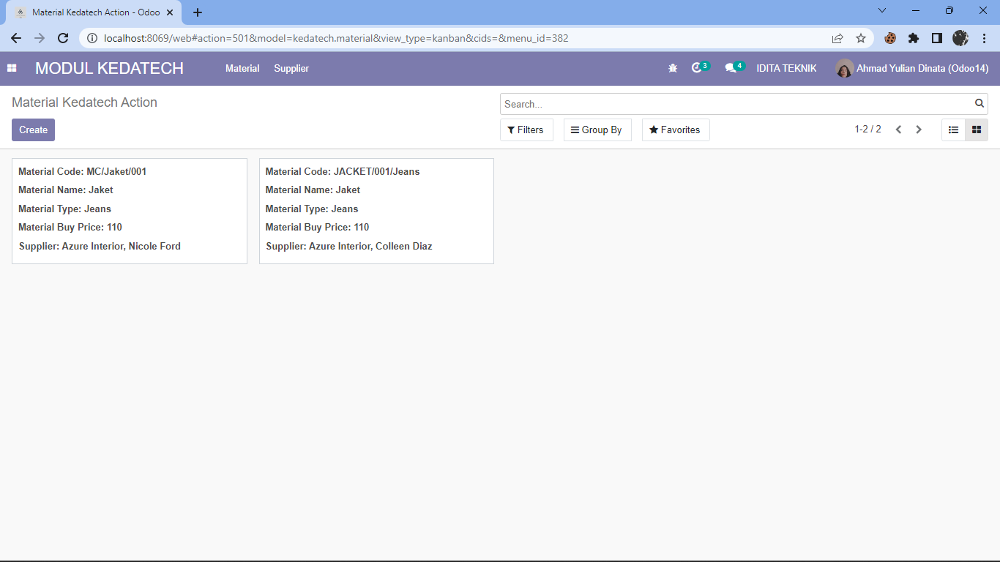 Material Kedatech Action - Odoo
localhost:8069/web#action=501&model=kedatech.material&view_type=kanban&cids=&menu_id=382
MODUL KEDATECH Material Supplier 3 4 IDITA TEKNIK Ahmad Yulian Dinata (Odoo14)
Material Kedatech Action
Search...
Create
Filters Group By Favorites 1-2 / 2
Material Code: MC/Jaket/001
Material Name: Jaket
Material Type: Jeans
Material Buy Price: 110
Supplier: Azure Interior, Nicole Ford
Material Code: JACKET/001/Jeans
Material Name: Jaket
Material Type: Jeans
Material Buy Price: 110
Supplier: Azure Interior, Colleen Diaz